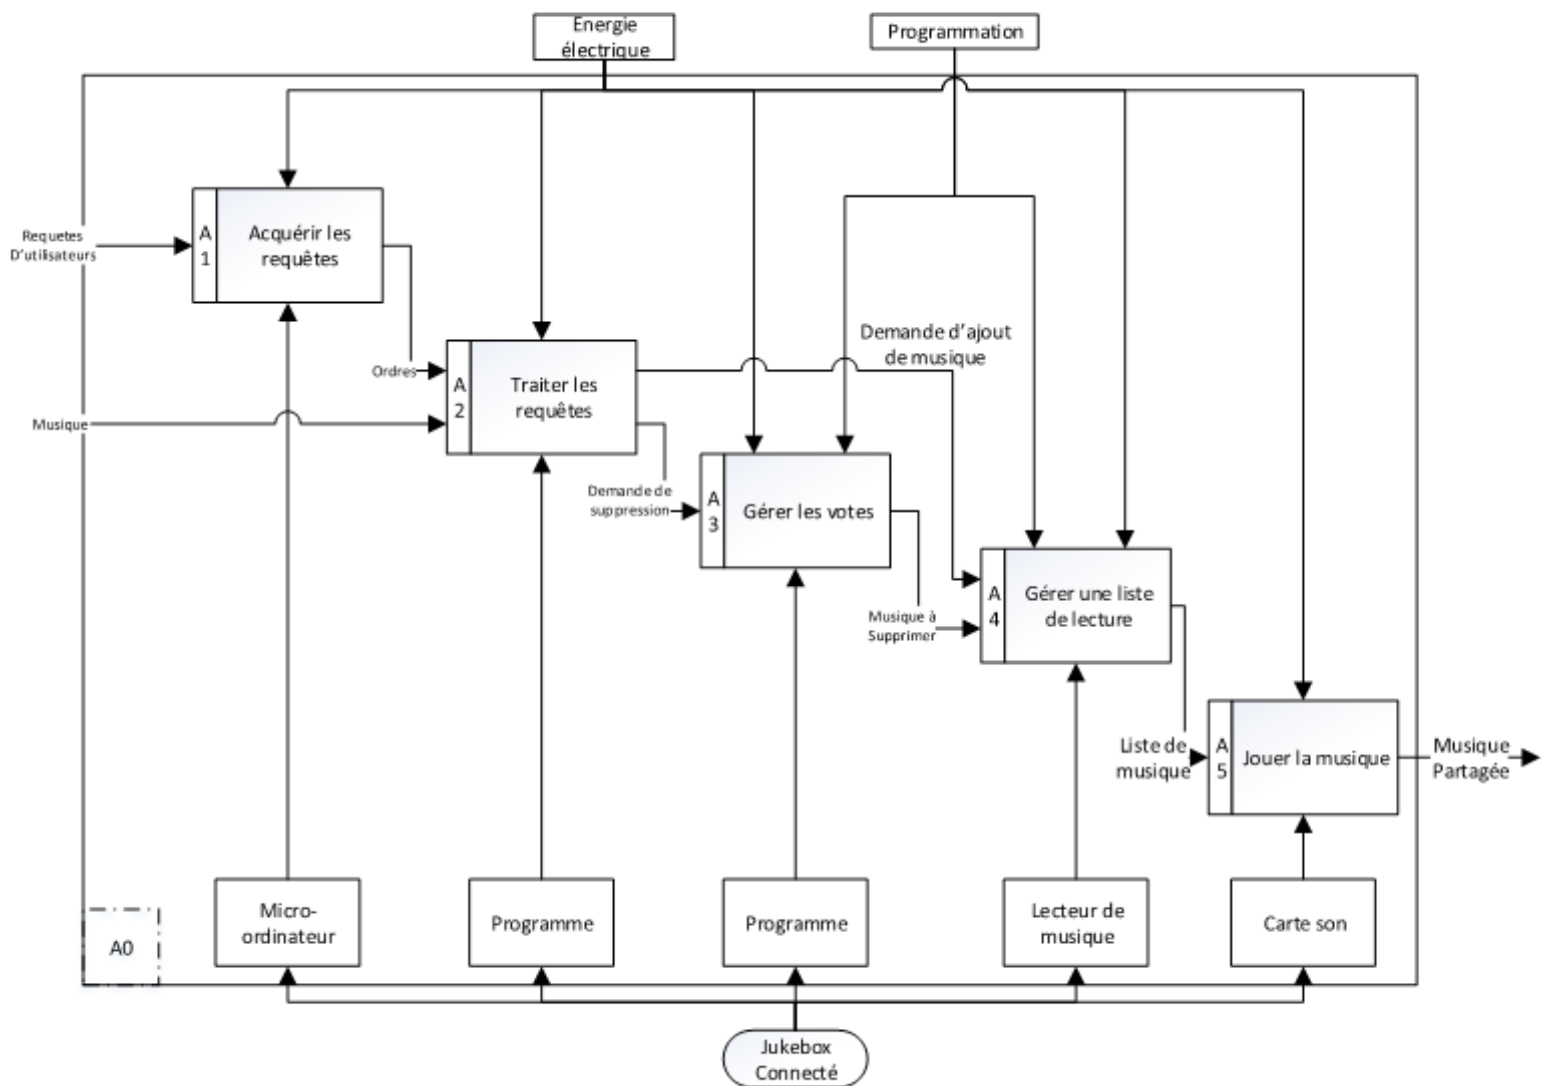 Energie
électrique
Programmation
A
1
Acquérir les
requêtes
Requetes
D'utilisateurs
Demande d'ajout
de musique
Ordres
A
2
Traiter les
requêtes
Musique
Demande de
suppression
A
3
Gérer les votes
A
4
Gérer une liste
de lecture
Musique à
Supprimer
Liste de
musique
A
5
Jouer la musique
Musique
Partagée
A0
Micro-
ordinateur
Programme
Programme
Lecteur de
musique
Carte son
Jukebox
Connecté